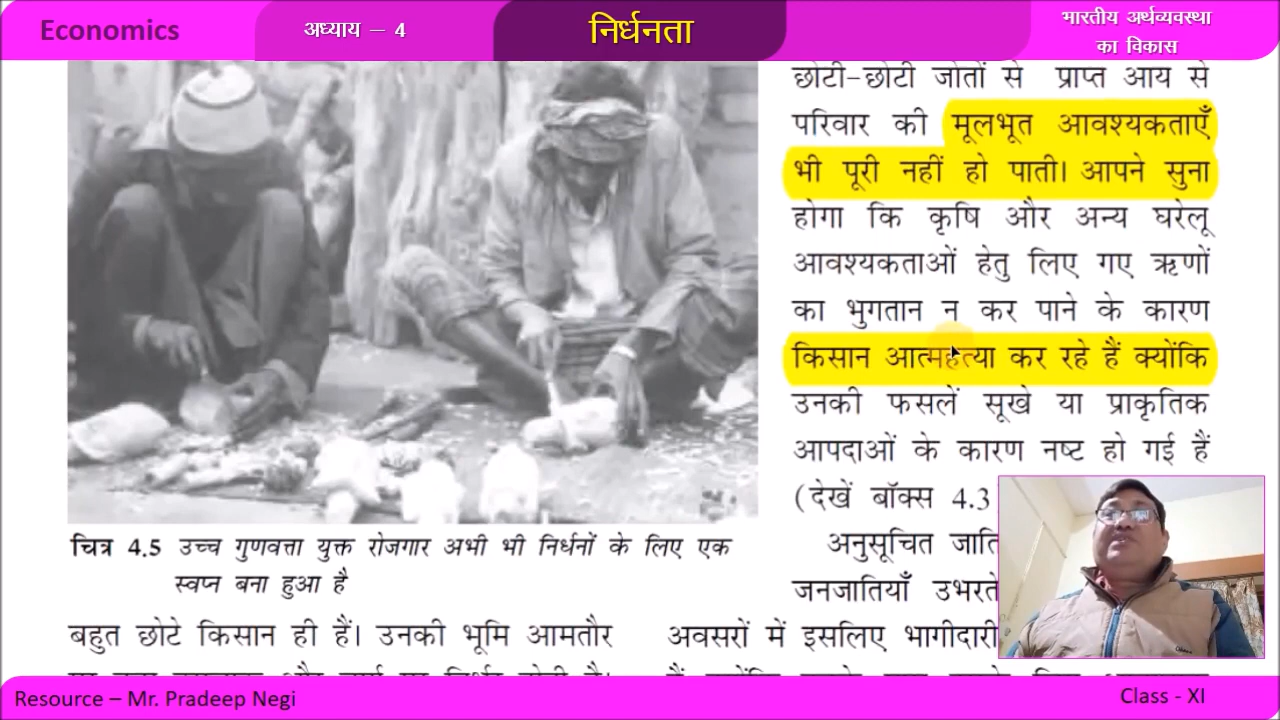 Economics
अध्याय – 4
निर्धनता
भारतीय अर्थव्यवस्था
का विकास
छोटी-छोटी जोतों से प्राप्त आय से
परिवार की मूलभूत आवश्यकताएँ
भी पूरी नहीं हो पाती। आपने सुना
होगा कि कृषि और अन्य घरेलू
आवश्यकताओं हेतु लिए गए ऋणों
का भुगतान न कर पाने के कारण
किसान आत्महत्या कर रहे हैं क्योंकि
उनकी फसलें सूखे या प्राकृतिक
आपदाओं के कारण नष्ट हो गई हैं
(देखें बॉक्स 4.3
अनुसूचित जाति
जनजातियाँ उभरते
अवसरों में इसलिए भागीदारी
चित्र 4.5 उच्च गुणवत्ता युक्त रोजगार अभी भी निर्धनों के लिए एक
स्वप्न बना हुआ है
बहुत छोटे किसान ही हैं। उनकी भूमि आमतौर
Resource – Mr. Pradeep Negi
Class - XI